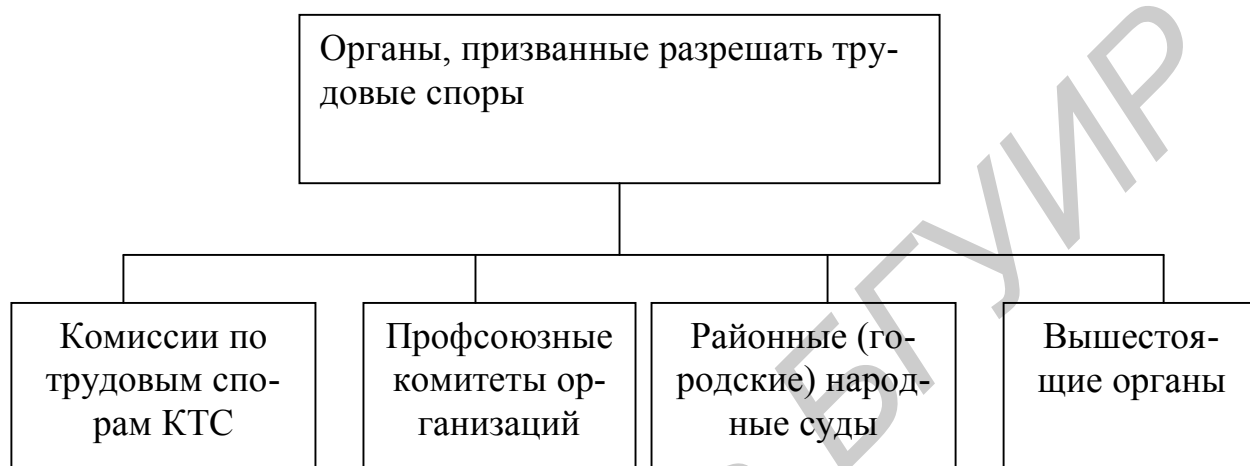 Органы, призванные разрешать тру-
довые споры
Комиссии по
трудовым спо-
рам КТС
Профсоюзные
комитеты ор-
ганизаций
Районные (го-
родские) народ-
ные суды
Вышестоя-
щие органы
БГУИР